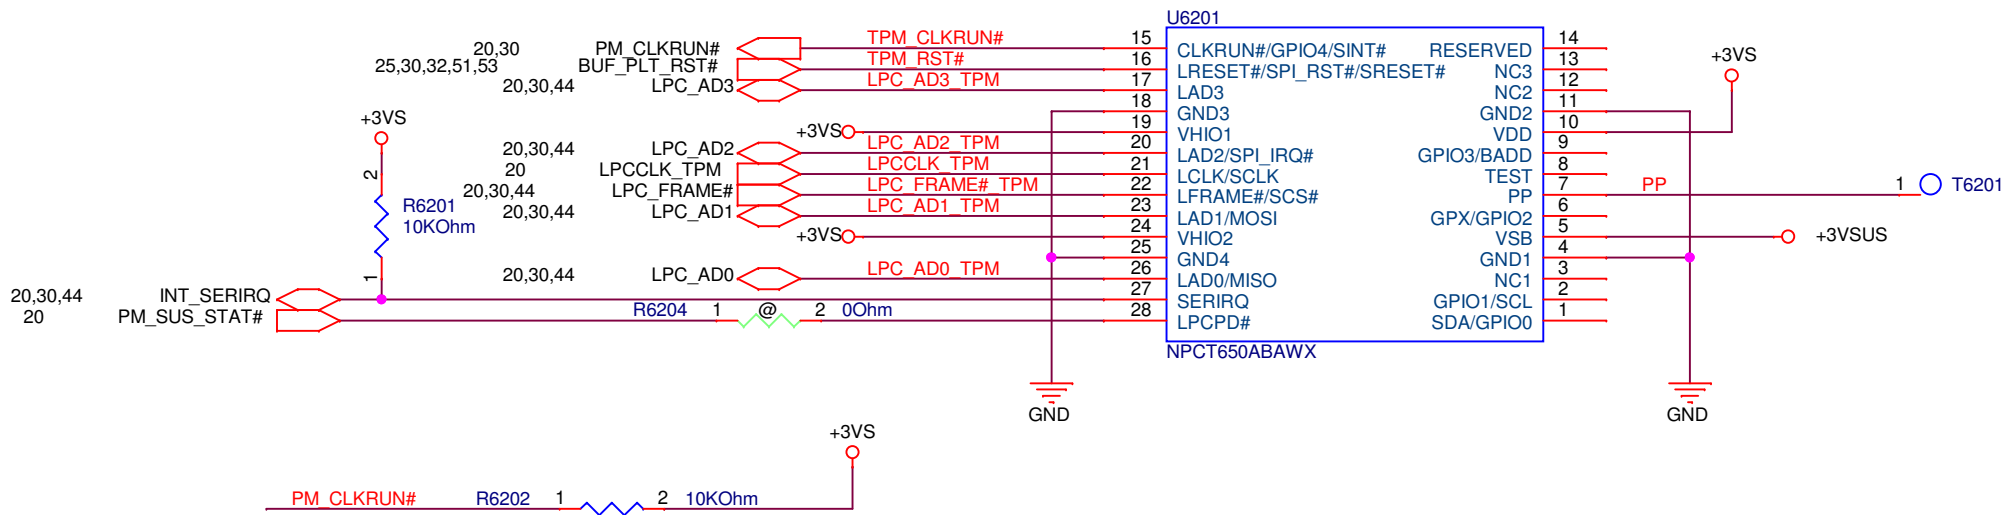 U6201
20,30 PM_CLKRUN# TPM_CLKRUN# 15 CLKRUN#/GPIO4/SINT# RESERVED 14
25,30,32,51,53 BUF_PLT_RST# TPM_RST# 16 LRESET#/SPI_RST#/SRESET# NC3 13 +3VS
20,30,44 LPC_AD3 LPC_AD3_TPM 17 LAD3 NC2 12
18 GND3 GND2 11
+3VS +3VS 19 VHIO1 VDD 10
20,30,44 LPC_AD2 LPC_AD2_TPM 20 LAD2/SPI_IRQ# GPIO3/BADD 9
20 LPCCLK_TPM LPCCLK_TPM 21 LCLK/SCLK TEST 8
2 20,30,44 LPC_FRAME# LPC_FRAME#_TPM 22 LFRAME#/SCS# PP 7 PP 1 T6201
R6201 20,30,44 LPC_AD1 LPC_AD1_TPM 23 LAD1/MOSI GPX/GPIO2 6
10KOhm +3VS 24 VHIO2 VSB 5 +3VSUS
25 GND4 GND1 4
1 20,30,44 LPC_AD0 LPC_AD0_TPM 26 LAD0/MISO NC1 3
20,30,44 INT_SERIRQ 27 SERIRQ GPIO1/SCL 2
20 PM_SUS_STAT# R6204 1 @ 2 0Ohm 28 LPCPD# SDA/GPIO0 1
NPCT650ABAWX
GND GND
+3VS
PM_CLKRUN# R6202 1 2 10KOhm